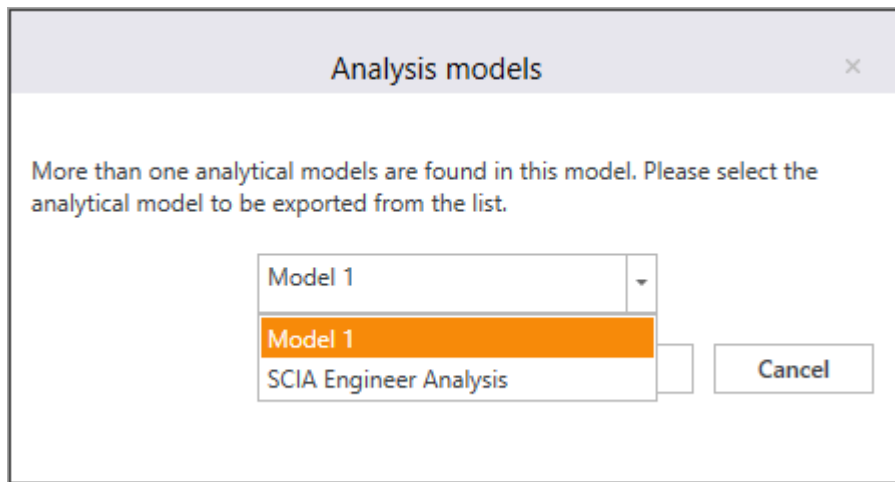 Analysis models
More than one analytical models are found in this model. Please select the
analytical model to be exported from the list.
Model 1
Model 1
SCIA Engineer Analysis
Cancel